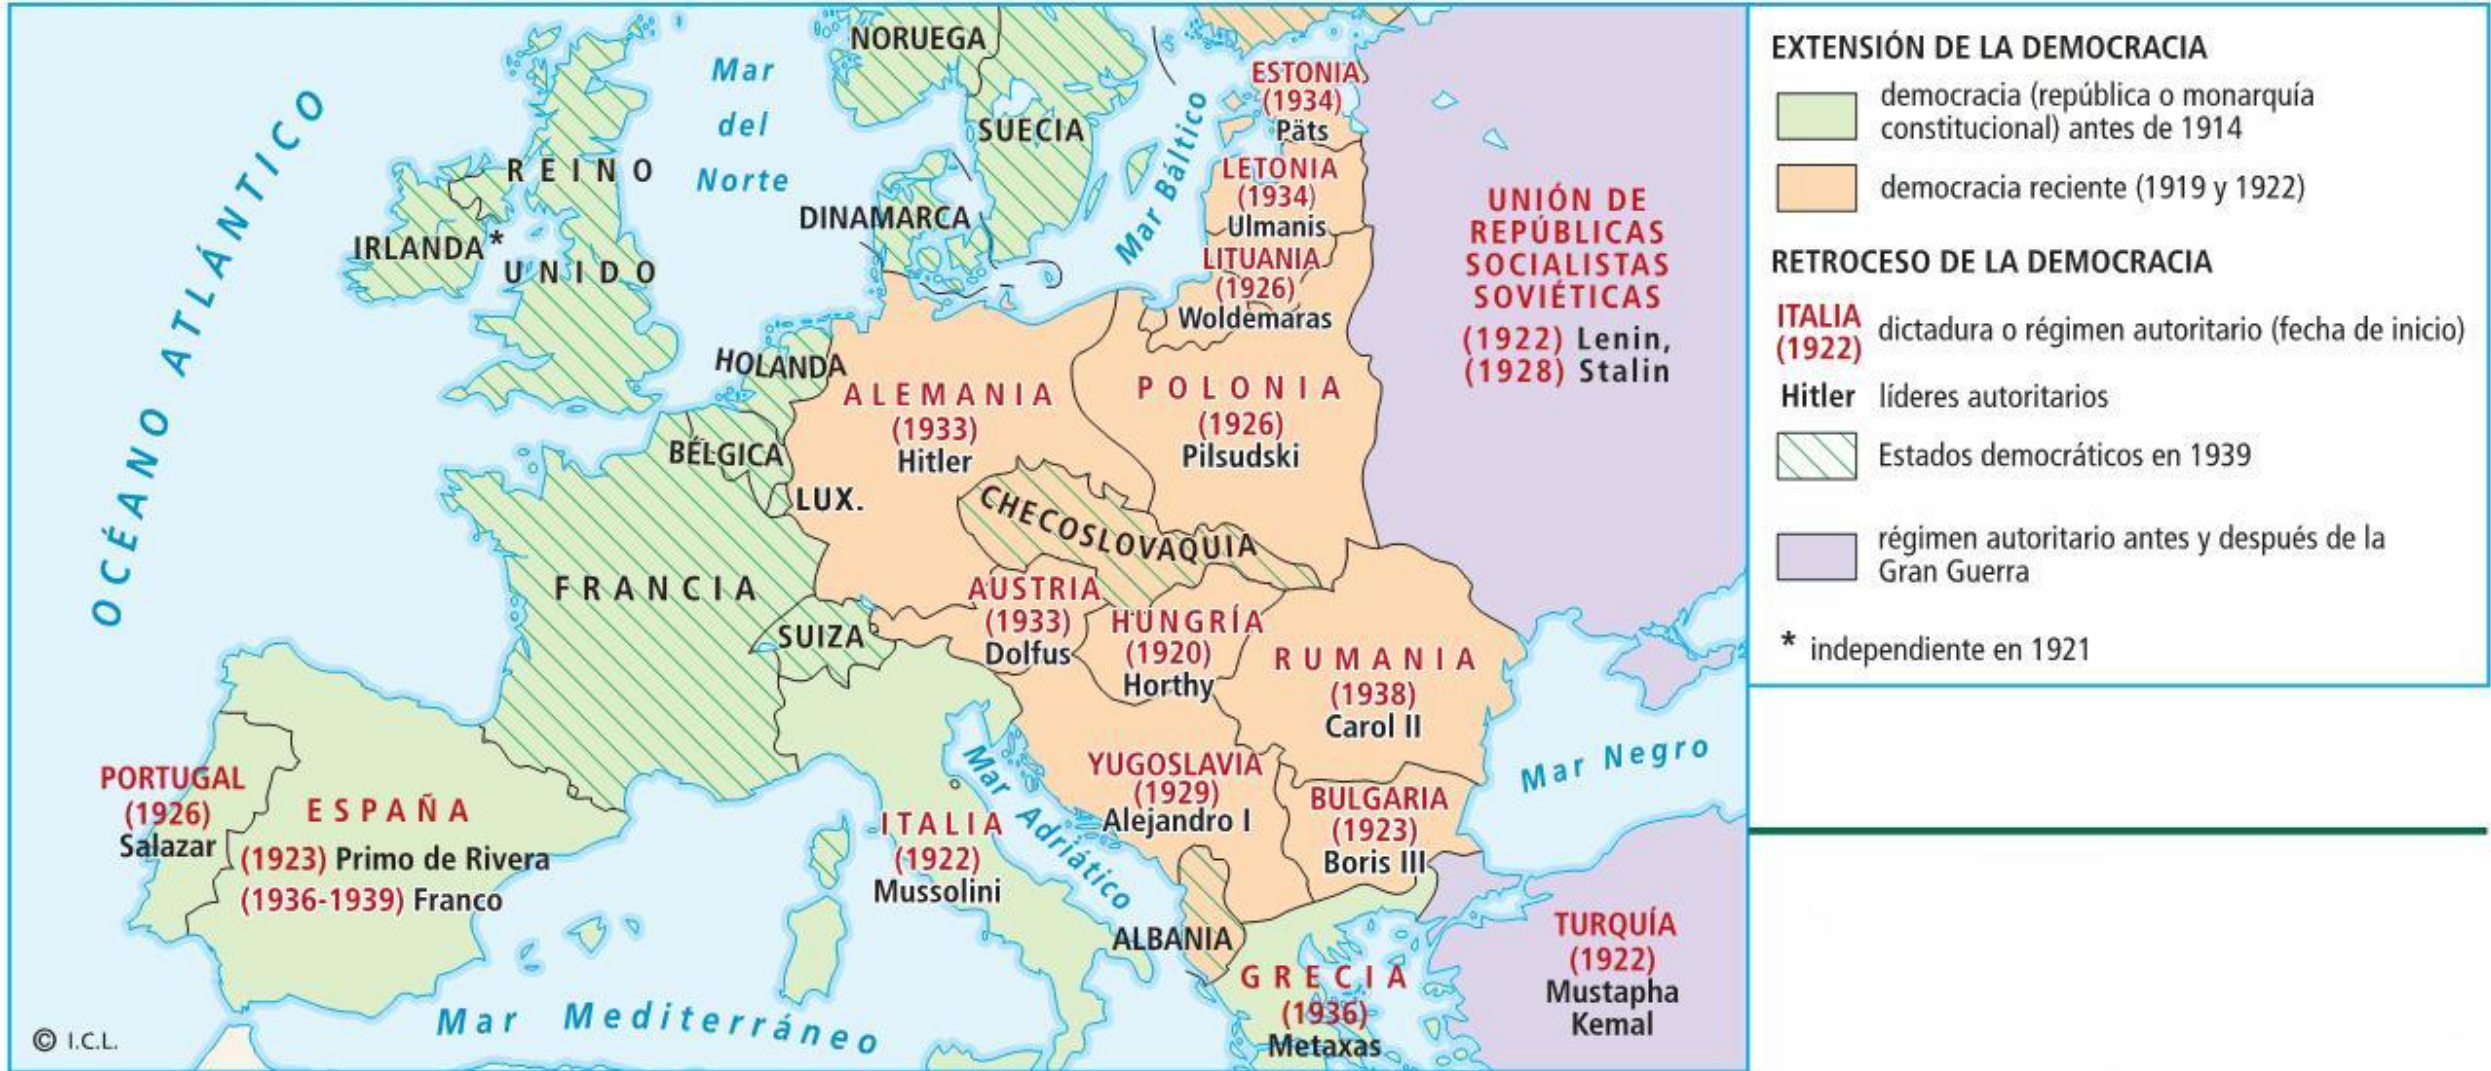 OCÉANO ATLÁNTICO
Mar
del
Norte
NORUEGA
SUECIA
Mar Báltico
ESTONIA
(1934)
Päts
LETONIA
(1934)
Ulmanis
LITUANIA
(1926)
Woldemaras
UNIÓN DE
REPÚBLICAS
SOCIALISTAS
SOVIÉTICAS
(1922) Lenin,
(1928) Stalin
REINO
UNIDO
IRLANDA*
DINAMARCA
HOLANDA
BÉLGICA
LUX.
ALEMANIA
(1933)
Hitler
POLONIA
(1926)
Pilsudski
CHECOSLOVAQUIA
FRANCIA
SUIZA
AUSTRIA
(1933)
Dolfus
HUNGRÍA
(1920)
Horthy
RUMANIA
(1938)
Carol II
YUGOSLAVIA
(1929)
Alejandro I
BULGARIA
(1923)
Boris III
Mar Negro
PORTUGAL
(1926)
Salazar
ESPAÑA
(1923) Primo de Rivera
(1936-1939) Franco
ITALIA
(1922)
Mussolini
Mar Adriático
ALBANIA
GRECIA
(1936)
Metaxas
TURQUÍA
(1922)
Mustapha
Kemal
Mar Mediterráneo
© I.C.L.
EXTENSIÓN DE LA DEMOCRACIA
democracia (república o monarquía
constitucional) antes de 1914
democracia reciente (1919 y 1922)
RETROCESO DE LA DEMOCRACIA
ITALIA
(1922)
dictadura o régimen autoritario (fecha de inicio)
Hitler líderes autoritarios
Estados democráticos en 1939
régimen autoritario antes y después de la
Gran Guerra
* independiente en 1921